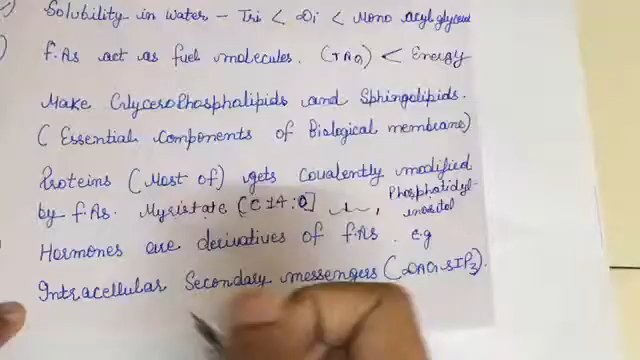 Solubility in Water - Tri < Di < Mono acyl glycerol
f.As act as fuel molecules. (TAG) < Energy
Make Glycerophosphalipids and Sphingolipids.
(Essential Components of Biological membrane)
Proteins (Most of) gets covalently modified
by f.As. Myristate [C14:0] , Phosphatidyl-
inositol
Hormones are derivatives of f.As. e.g
Intracellular Secondary messengers (DAG & IP3).